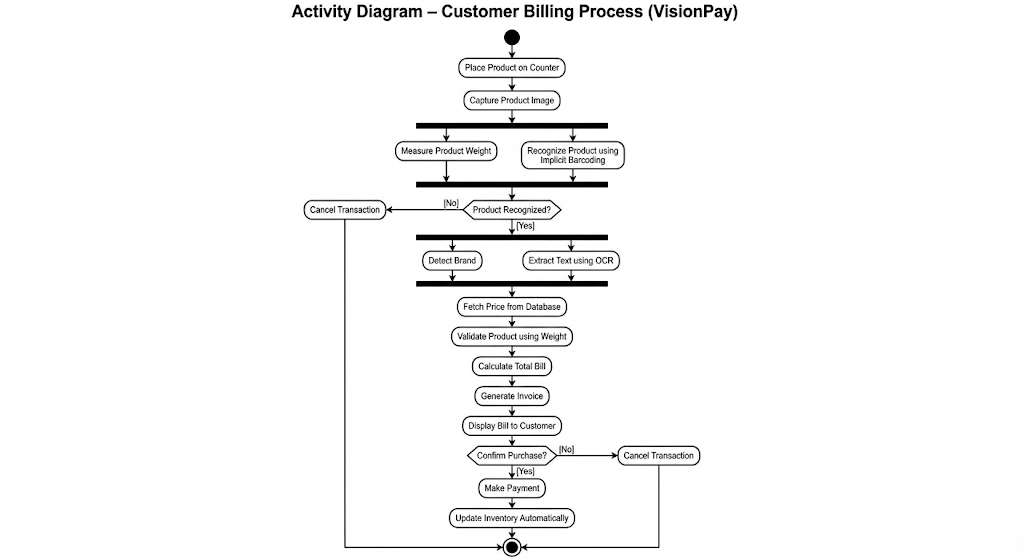 Activity Diagram – Customer Billing Process (VisionPay)
Place Product on Counter
Capture Product Image
Measure Product Weight
Recognize Product using
Implicit Barcoding
Cancel Transaction
[No]
Product Recognized?
[Yes]
Detect Brand
Extract Text using OCR
Fetch Price from Database
Validate Product using Weight
Calculate Total Bill
Generate Invoice
Display Bill to Customer
Confirm Purchase?
[No]
Cancel Transaction
[Yes]
Make Payment
Update Inventory Automatically